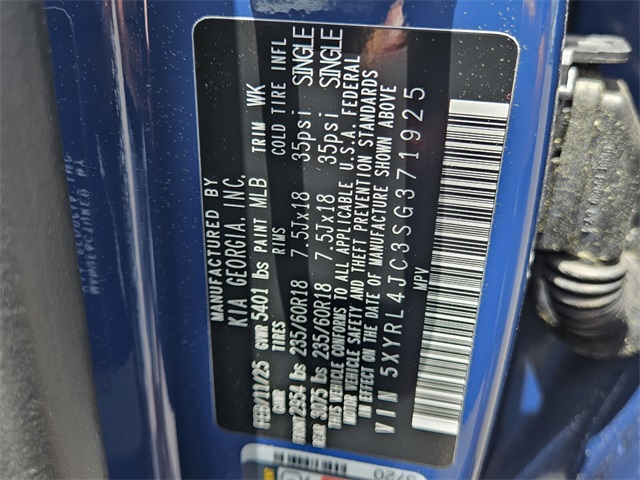 MANUFACTURED BY
KIA GEORGIA, INC.
FEB/11/25 GVWR 5401 lbs PAINT MLB TRIM WK
GAWR TIRES RIMS COLD TIRE INFL
FRONT 2954 lbs 235/60R18 7.5Jx18 35psi SINGLE
REAR 3075 lbs 235/60R18 7.5Jx18 35psi SINGLE
THIS VEHICLE CONFORMS TO ALL APPLICABLE U.S.A. FEDERAL
MOTOR VEHICLE SAFETY AND THEFT PREVENTION STANDARDS
IN EFFECT ON THE DATE OF MANUFACTURE SHOWN ABOVE
VIN 5XYRL4JC3SG371925
MPV